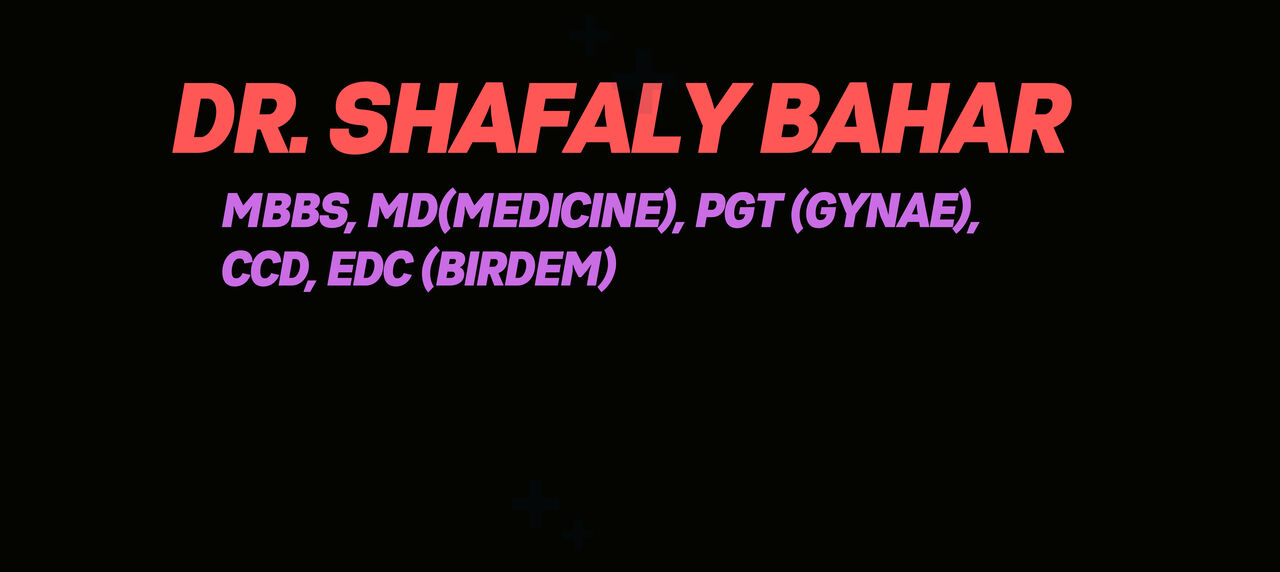 DR. SHAFALY BAHAR
MBBS, MD(MEDICINE), PGT (GYNAE),
CCD, EDC (BIRDEM)